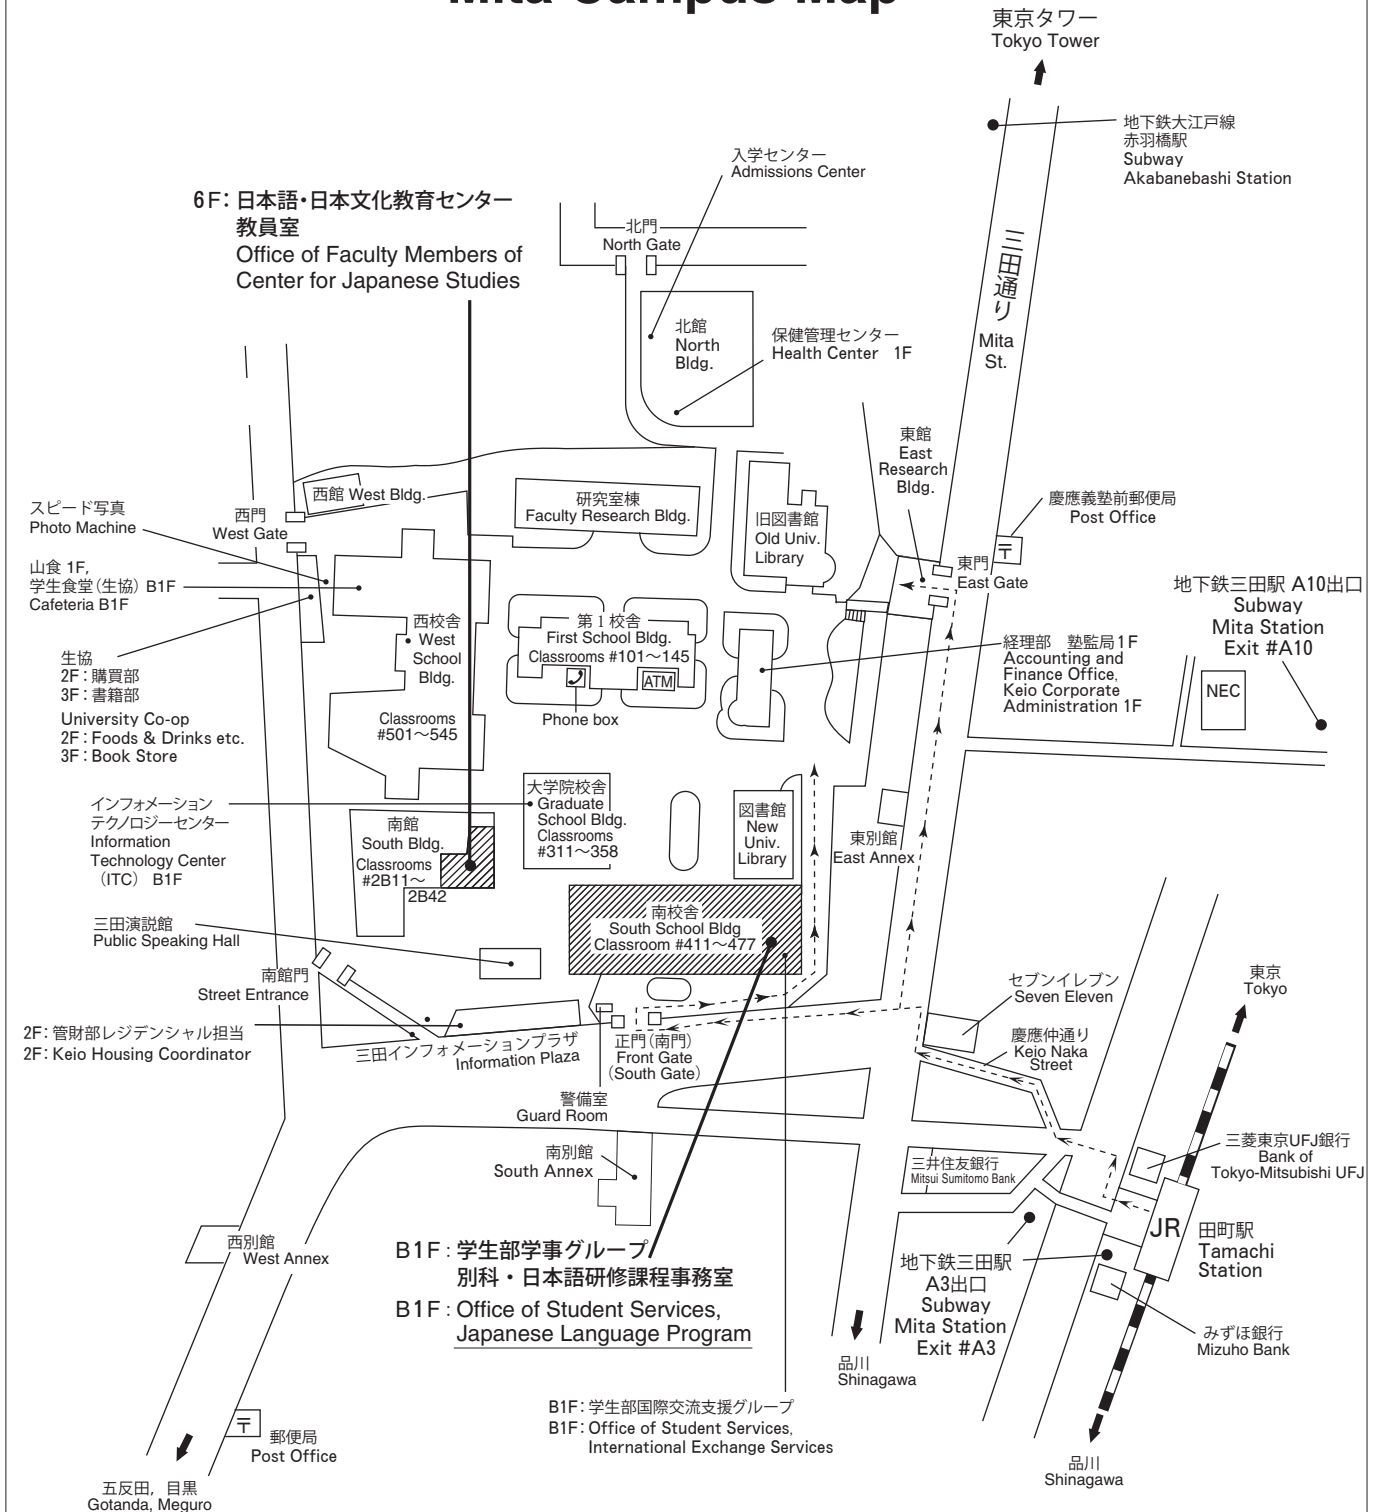 Mita Campus Map
東京タワー
Tokyo Tower
地下鉄大江戸線
赤羽橋駅
Subway
Akabanebashi Station
入学センター
Admissions Center
6F：日本語・日本文化教育センター
教員室
Office of Faculty Members of
Center for Japanese Studies
北門
North Gate
三田通り
Mita
St.
北館
North
Bldg.
保健管理センター
Health Center 1F
東館
East
Research
Bldg.
西館 West Bldg.
研究室棟
Faculty Research Bldg.
旧図書館
Old Univ.
Library
慶應義塾前郵便局
Post Office
〒
スピード写真
Photo Machine
西門
West Gate
東門
East Gate
山食 1F,
学生食堂（生協）B1F
Cafeteria B1F
地下鉄三田駅 A10出口
Subway
Mita Station
Exit #A10
西校舎
West
School
Bldg.
Classrooms
#501〜545
第1校舎
First School Bldg.
Classrooms #101〜145
ATM
Phone box
経理部 塾監局1F
Accounting and
Finance Office,
Keio Corporate
Administration 1F
NEC
生協
2F：購買部
3F：書籍部
University Co-op
2F：Foods & Drinks etc.
3F：Book Store
インフォメーション
テクノロジーセンター
Information
Technology Center
（ITC） B1F
大学院校舎
Graduate
School Bldg.
Classrooms
#311〜358
図書館
New
Univ.
Library
東別館
East Annex
南館
South Bldg.
Classrooms
#2B11〜
2B42
南校舎
South School Bldg
Classroom #411〜477
三田演説館
Public Speaking Hall
南館門
Street Entrance
セブンイレブン
Seven Eleven
東京
Tokyo
2F：管財部レジデンシャル担当
2F：Keio Housing Coordinator
三田インフォメーションプラザ
Information Plaza
正門（南門）
Front Gate
（South Gate）
慶應仲通り
Keio Naka
Street
警備室
Guard Room
南別館
South Annex
三井住友銀行
Mitsui Sumitomo Bank
三菱東京UFJ銀行
Bank of
Tokyo-Mitsubishi UFJ
西別館
West Annex
B1F：学生部学事グループ
別科・日本語研修課程事務室
B1F：Office of Student Services,
Japanese Language Program
JR
田町駅
Tamachi
Station
地下鉄三田駅
A3出口
Subway
Mita Station
Exit #A3
みずほ銀行
Mizuho Bank
品川
Shinagawa
B1F：学生部国際交流支援グループ
B1F：Office of Student Services,
International Exchange Services
〒
郵便局
Post Office
品川
Shinagawa
五反田，目黒
Gotanda, Meguro